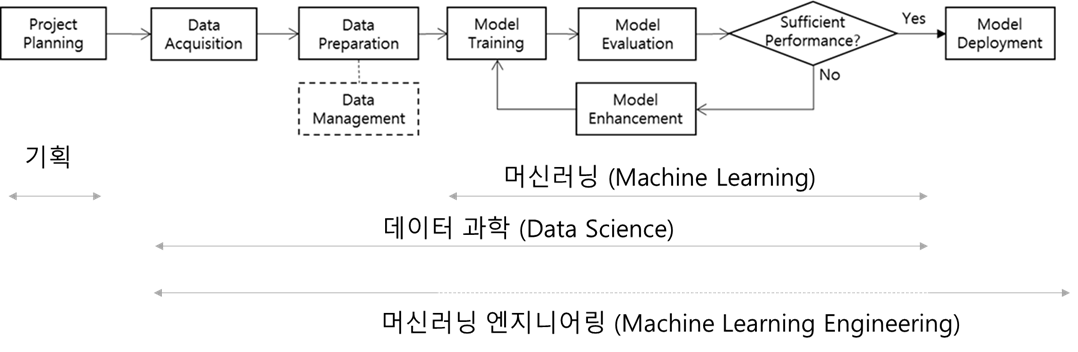 Project
Planning
Data
Acquisition
Data
Preparation
Data
Management
Model
Training
Model
Evaluation
Sufficient
Performance?
Yes
No
Model
Deployment
Model
Enhancement
기획
머신러닝 (Machine Learning)
데이터 과학 (Data Science)
머신러닝 엔지니어링 (Machine Learning Engineering)